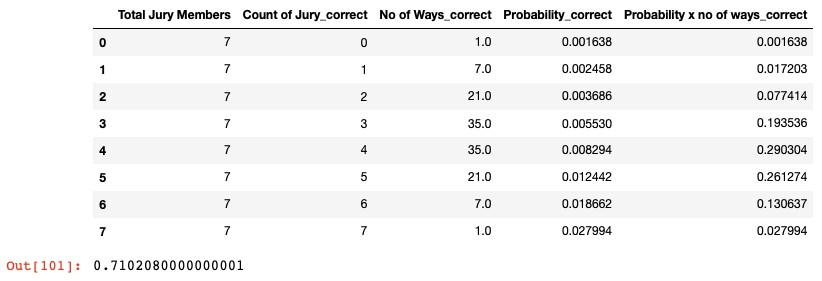 Total Jury Members Count of Jury_correct No of Ways_correct Probability_correct Probability x no of ways_correct
0 7 0 1.0 0.001638 0.001638
1 7 1 7.0 0.002458 0.017203
2 7 2 21.0 0.003686 0.077414
3 7 3 35.0 0.005530 0.193536
4 7 4 35.0 0.008294 0.290304
5 7 5 21.0 0.012442 0.261274
6 7 6 7.0 0.018662 0.130637
7 7 7 1.0 0.027994 0.027994
Out[101]: 0.7102080000000001